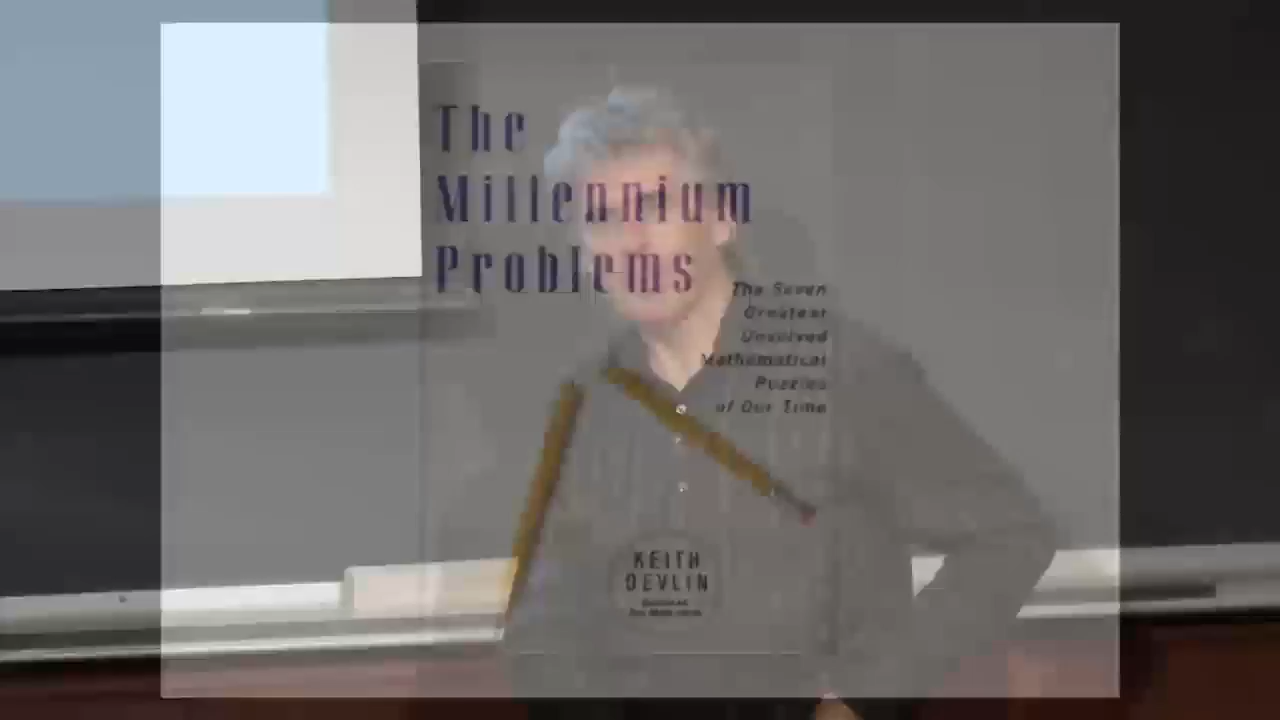 The
Millennium
Problems
The Seven
Greatest
Unsolved
Mathematical
Puzzles
of Our Time
KEITH
DEVLIN